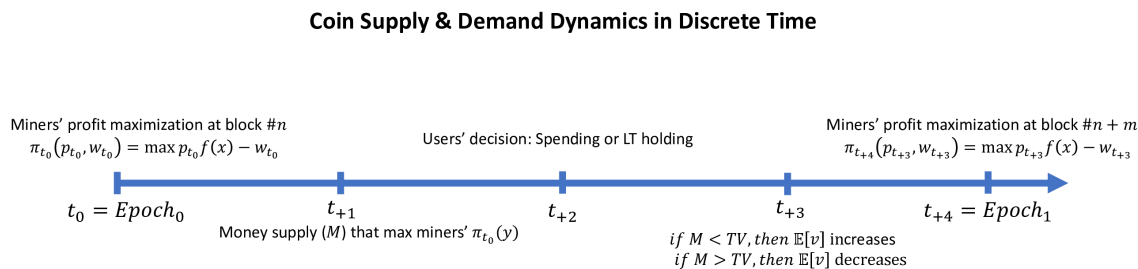 Coin Supply & Demand Dynamics in Discrete Time
Miners' profit maximization at block #n
π_{t_0}(p_{t_0}, w_{t_0}) = max p_{t_0} f(x) − w_{t_0}
Users' decision: Spending or LT holding
Miners' profit maximization at block #n + m
π_{t_{+4}}(p_{t_{+3}}, w_{t_{+3}}) = max p_{t_{+3}} f(x) − w_{t_{+3}}
t_0 = Epoch_0
t_{+1}
t_{+2}
t_{+3}
t_{+4} = Epoch_1
Money supply (M) that max miners' π_{t_0}(y)
if M < TV, then 𝔼[v] increases
if M > TV, then 𝔼[v] decreases